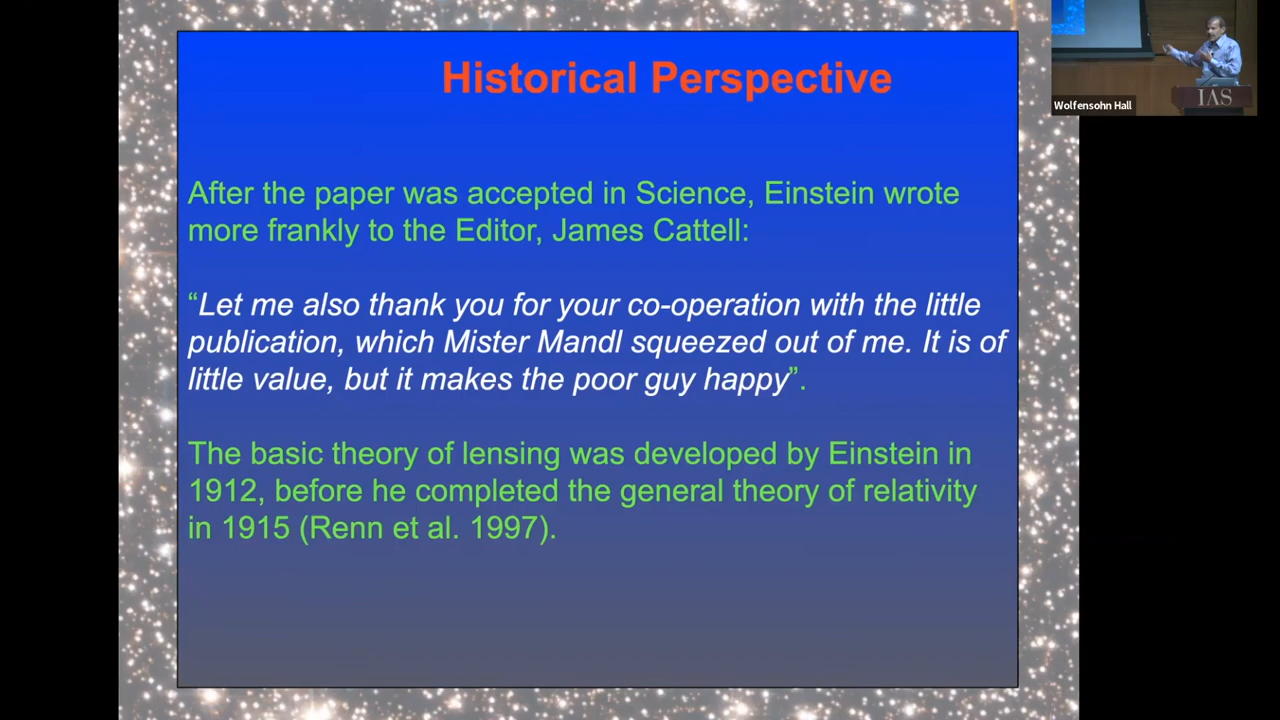 Historical Perspective
After the paper was accepted in Science, Einstein wrote
more frankly to the Editor, James Cattell:
“Let me also thank you for your co-operation with the little
publication, which Mister Mandl squeezed out of me. It is of
little value, but it makes the poor guy happy”.
The basic theory of lensing was developed by Einstein in
1912, before he completed the general theory of relativity
in 1915 (Renn et al. 1997).
Wolfensohn Hall
IAS